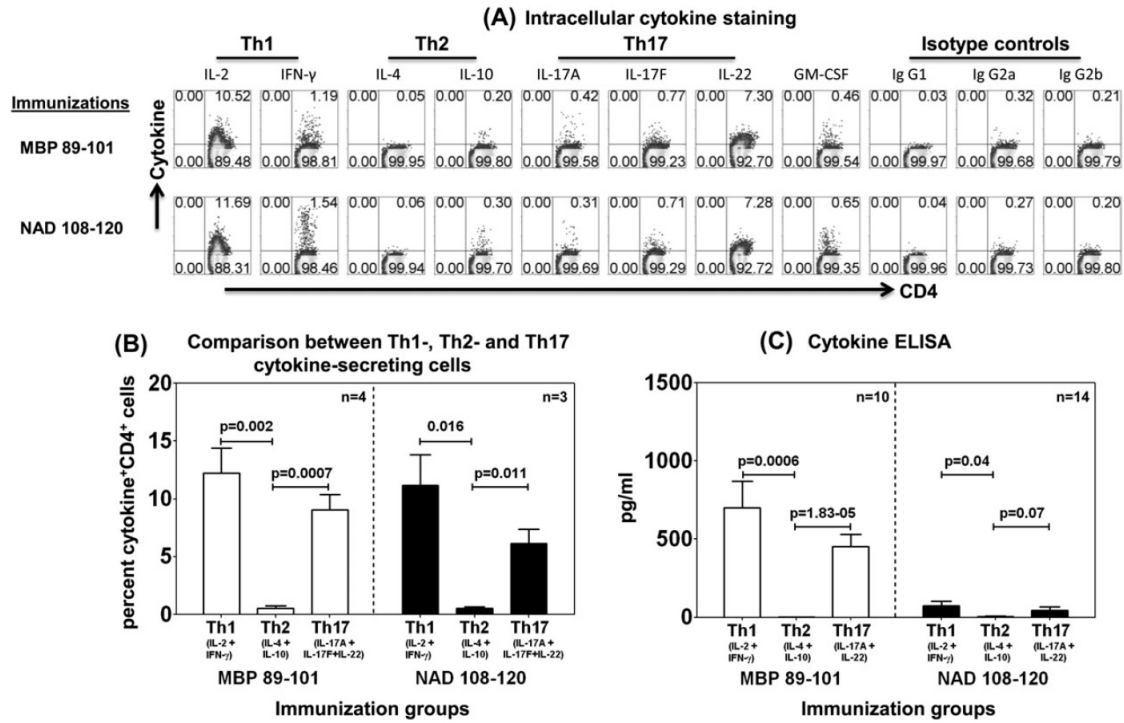 (A) Intracellular cytokine staining
Th1 Th2 Th17 Isotype controls
IL-2 IFN-γ IL-4 IL-10 IL-17A IL-17F IL-22 GM-CSF Ig G1 Ig G2a Ig G2b
Immunizations
Cytokine
0.00 10.52 0.00 1.19 0.00 0.05 0.00 0.20 0.00 0.42 0.00 0.77 0.00 7.30 0.00 0.46 0.00 0.03 0.00 0.32 0.00 0.21
MBP 89-101
0.00 89.48 0.00 98.81 0.00 99.95 0.00 99.80 0.00 99.58 0.00 99.23 0.00 92.70 0.00 99.54 0.00 99.97 0.00 99.68 0.00 99.79
0.00 11.69 0.00 1.54 0.00 0.06 0.00 0.30 0.00 0.31 0.00 0.71 0.00 7.28 0.00 0.65 0.00 0.04 0.00 0.27 0.00 0.20
NAD 108-120
0.00 88.31 0.00 98.46 0.00 99.94 0.00 99.70 0.00 99.69 0.00 99.29 0.00 92.72 0.00 99.35 0.00 99.96 0.00 99.73 0.00 99.80
CD4
(B) Comparison between Th1-, Th2- and Th17
cytokine-secreting cells
percent cytokine+CD4+ cells
20
15
10
5
0
n=4
n=3
p=0.002
p=0.0007
0.016
p=0.011
Th1 Th2 Th17 Th1 Th2 Th17
(IL-2 + (IL-4 + (IL-17A + (IL-2 + (IL-4 + (IL-17A +
IFN-γ) IL-10) IL-17F+IL-22) IFN-γ) IL-10) IL-17F+IL-22)
MBP 89-101 NAD 108-120
Immunization groups
(C) Cytokine ELISA
pg/ml
1500
1000
500
0
n=10
n=14
p=0.0006
p=1.83-05
p=0.04
p=0.07
Th1 Th2 Th17 Th1 Th2 Th17
(IL-2 + (IL-4 + (IL-17A + (IL-2 + (IL-4 + (IL-17A +
IFN-γ) IL-10) IL-22) IFN-γ) IL-10) IL-22)
MBP 89-101 NAD 108-120
Immunization groups